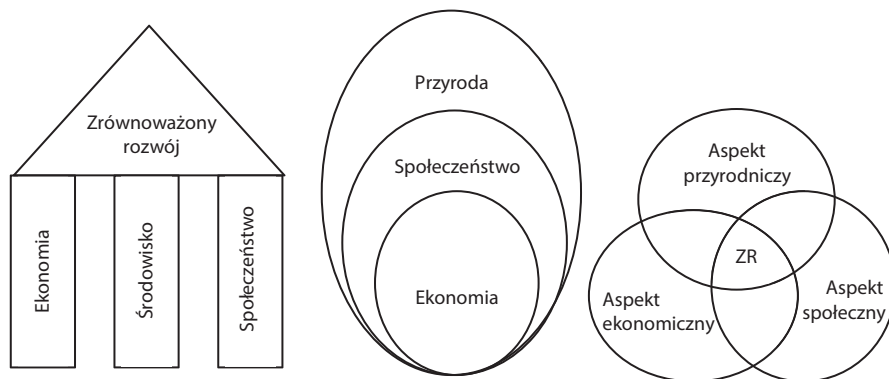 Zrównoważony
rozwój
Ekonomia
Środowisko
Społeczeństwo
Przyroda
Społeczeństwo
Ekonomia
Aspekt
przyrodniczy
ZR
Aspekt
ekonomiczny
Aspekt
społeczny